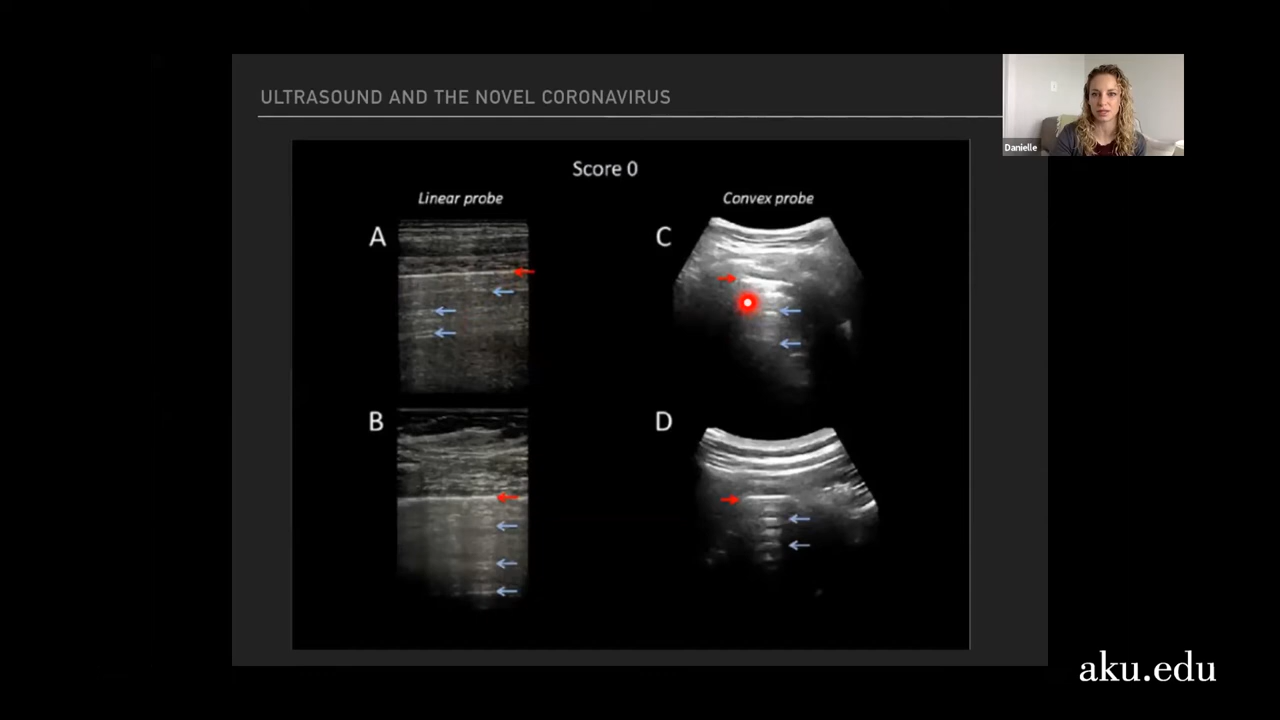 ULTRASOUND AND THE NOVEL CORONAVIRUS
Danielle
Score 0
Linear probe
Convex probe
A
C
B
D
aku.edu